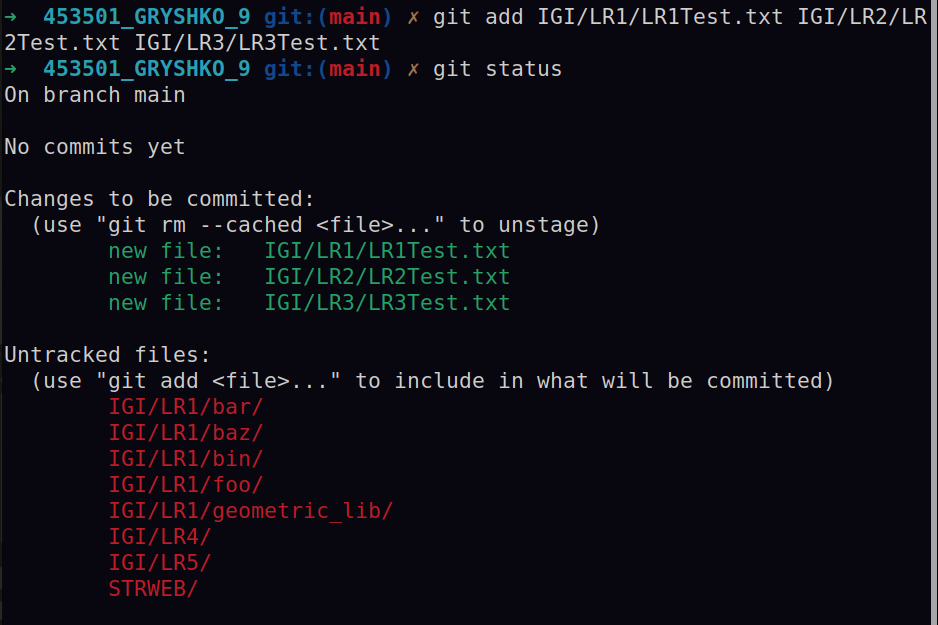 ➜  453501_GRYSHKO_9 git:(main) ✗ git add IGI/LR1/LR1Test.txt IGI/LR2/LR
2Test.txt IGI/LR3/LR3Test.txt
➜  453501_GRYSHKO_9 git:(main) ✗ git status
On branch main

No commits yet

Changes to be committed:
  (use "git rm --cached <file>..." to unstage)
        new file:   IGI/LR1/LR1Test.txt
        new file:   IGI/LR2/LR2Test.txt
        new file:   IGI/LR3/LR3Test.txt

Untracked files:
  (use "git add <file>..." to include in what will be committed)
        IGI/LR1/bar/
        IGI/LR1/baz/
        IGI/LR1/bin/
        IGI/LR1/foo/
        IGI/LR1/geometric_lib/
        IGI/LR4/
        IGI/LR5/
        STRWEB/